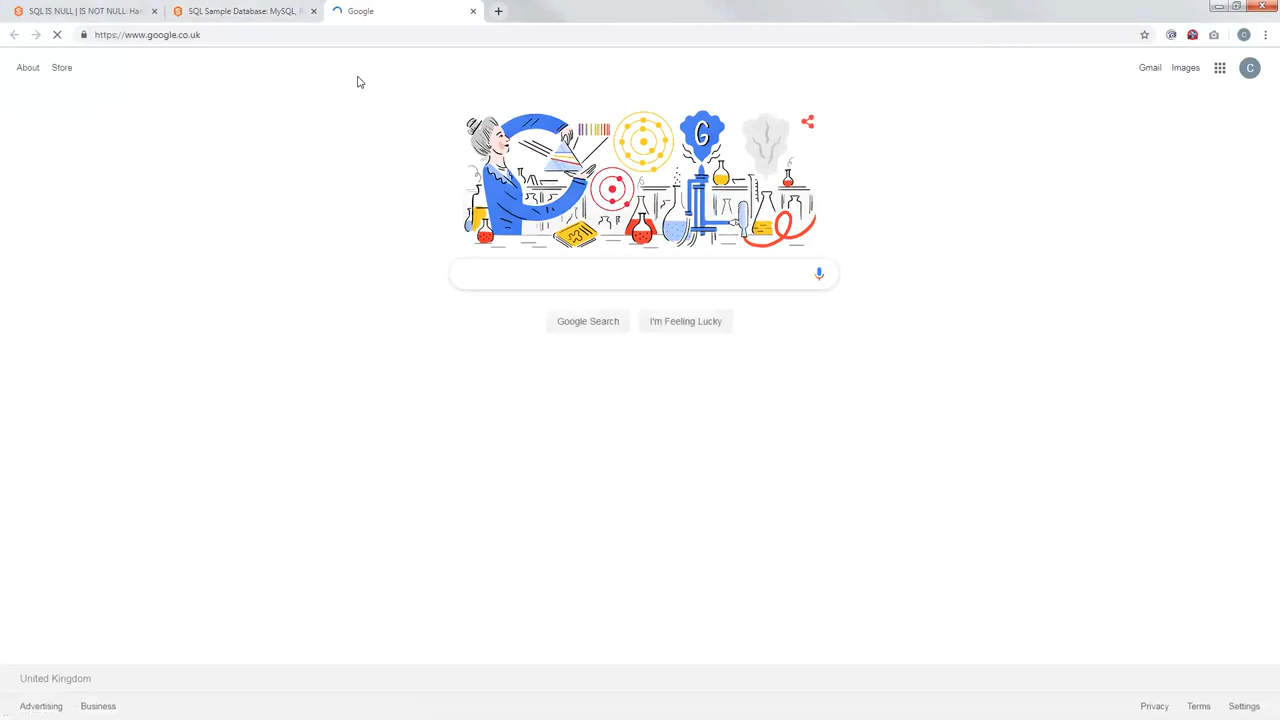 SQL IS NULL | IS NOT NULL: Han
SQL Sample Database: MySQL,
Google
https://www.google.co.uk
About Store
Gmail Images
C
G
Google Search I'm Feeling Lucky
United Kingdom
Advertising Business
Privacy Terms Settings